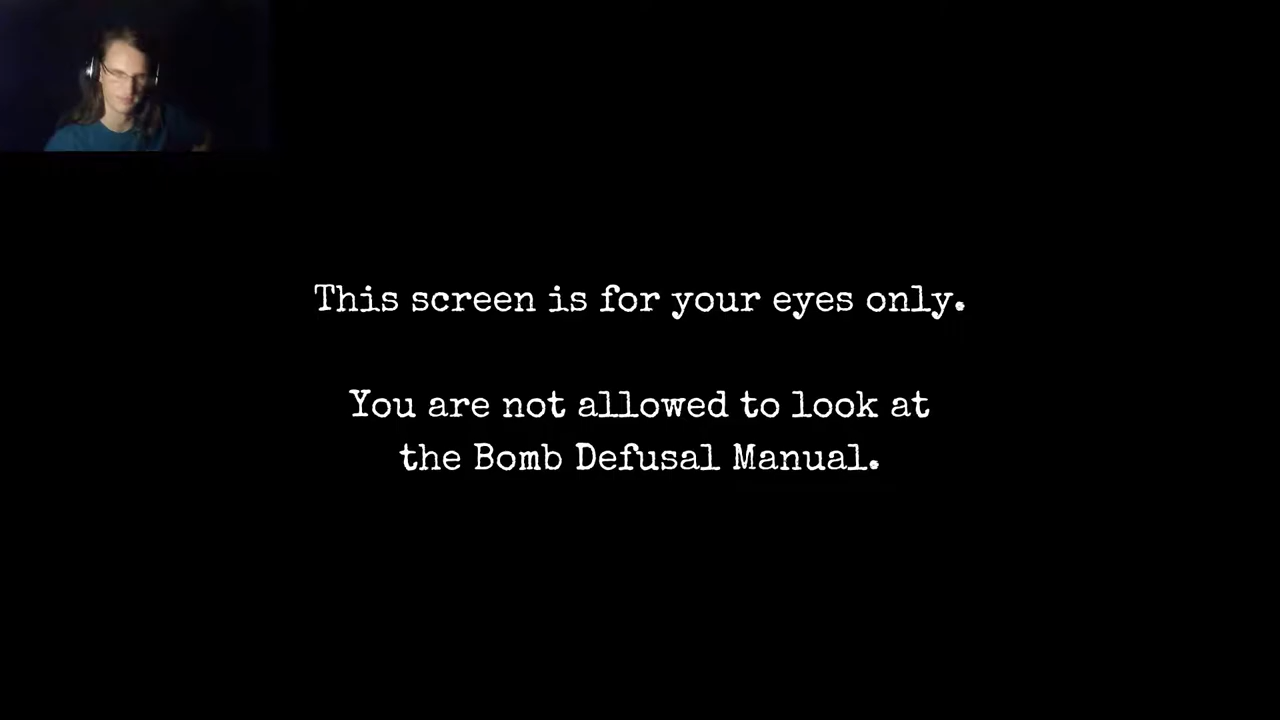 This screen is for your eyes only.
You are not allowed to look at
the Bomb Defusal Manual.